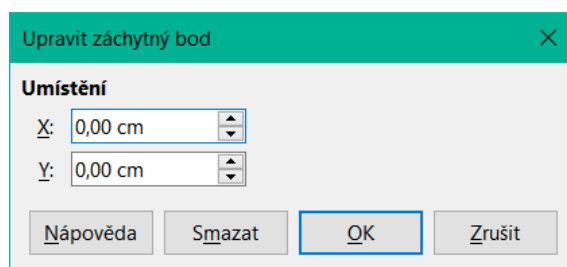 Upravit záchytný bod
Umístění
X: 0,00 cm
Y: 0,00 cm
Nápověda Smazat OK Zrušit